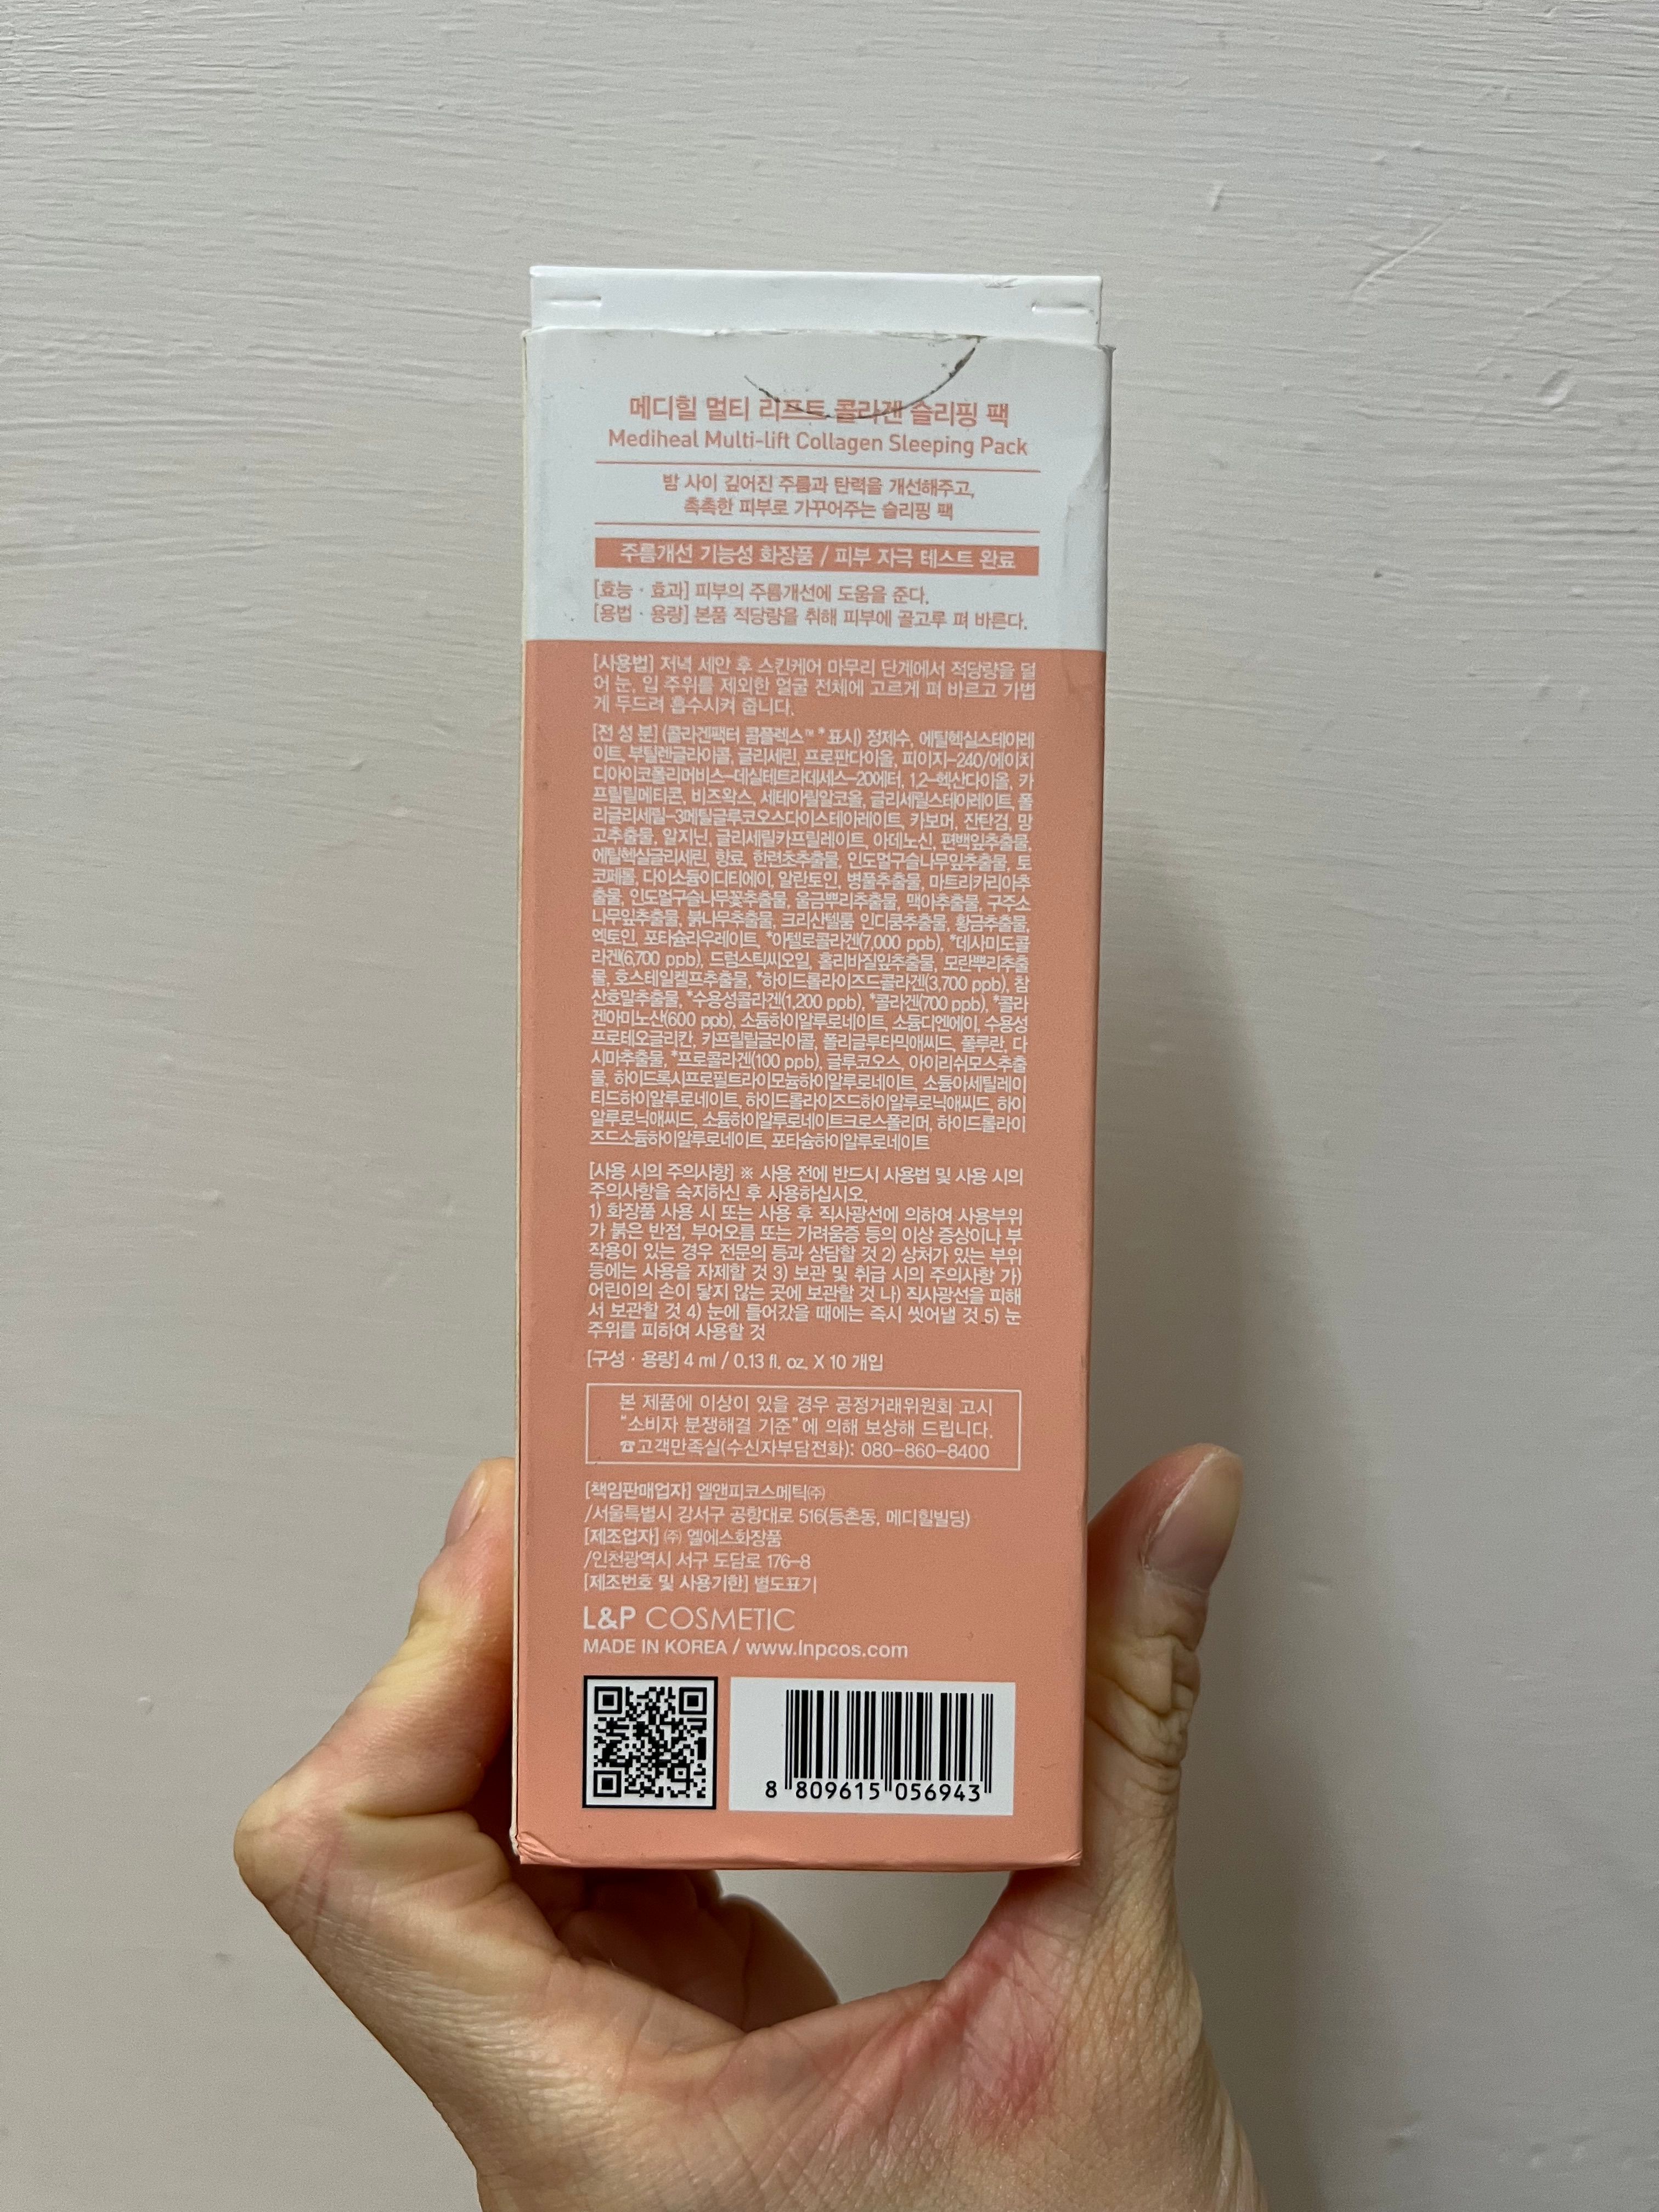 메디힐 멀티 리프트 콜라겐 슬리핑 팩
Mediheal Multi-lift Collagen Sleeping Pack
밤 사이 깊어진 주름과 탄력을 개선해주고,
촉촉한 피부로 가꾸어주는 슬리핑 팩
주름개선 기능성 화장품 / 피부 자극 테스트 완료
[효능 · 효과] 피부의 주름개선에 도움을 준다.
[용법 · 용량] 본품 적당량을 취해 피부에 골고루 펴 바른다.
[사용법] 저녁 세안 후 스킨케어 마무리 단계에서 적당량을 덜
어 눈, 입 주위를 제외한 얼굴 전체에 고르게 펴 바르고 가볍
게 두드려 흡수시켜 줍니다.
[전 성 분] (콜라겐팩터 콤플렉스™ *표시) 정제수, 에틸헥실스테아레
이트, 부틸렌글라이콜, 글리세린, 프로판다이올, 피이지-240/에이치
디아이코폴리머비스-데실테트라데세스-20에터, 1,2-헥산다이올, 카
프릴릴메티콘, 비즈왁스, 세테아릴알코올, 글리세릴스테아레이트, 폴
리글리세릴-3메틸글루코오스다이스테아레이트, 카보머, 잔탄검, 망
고추출물, 알지닌, 글리세릴카프릴레이트, 아데노신, 편백잎추출물,
에틸헥실글리세린, 향료, 한련초추출물, 인도멀구슬나무잎추출물, 토
코페롤, 다이소듐이디티에이, 알란토인, 병풀추출물, 마트리카리아추
출물, 인도멀구슬나무꽃추출물, 울금뿌리추출물, 맥아추출물, 구주소
나무잎추출물, 붉나무추출물, 크리산텔룸 인디쿰추출물, 황금추출물,
엑토인, 포타슘라우레이트, *아텔로콜라겐(7,000 ppb), *데사미도콜
라겐(6,700 ppb), 드럼스틱씨오일, 홀리바질잎추출물, 모란뿌리추출
물, 호스테일켈프추출물, *하이드롤라이즈드콜라겐(3,700 ppb), 참
산호말추출물, *수용성콜라겐(1,200 ppb), *콜라겐(700 ppb), *콜라
겐아미노산(600 ppb), 소듐하이알루로네이트, 소듐디엔에이, 수용성
프로테오글리칸, 카프릴릴글라이콜, 폴리글루타믹애씨드, 풀루란, 다
시마추출물, *프로콜라겐(100 ppb), 글루코오스, 아이리쉬모스추출
물, 하이드록시프로필트라이모늄하이알루로네이트, 소듐아세틸레이
티드하이알루로네이트, 하이드롤라이즈드하이알루로닉애씨드, 하이
알루로닉애씨드, 소듐하이알루로네이트크로스폴리머, 하이드롤라이
즈드소듐하이알루로네이트, 포타슘하이알루로네이트
[사용 시의 주의사항] ※ 사용 전에 반드시 사용법 및 사용 시의
주의사항을 숙지하신 후 사용하십시오.
1) 화장품 사용 시 또는 사용 후 직사광선에 의하여 사용부위
가 붉은 반점, 부어오름 또는 가려움증 등의 이상 증상이나 부
작용이 있는 경우 전문의 등과 상담할 것 2) 상처가 있는 부위
등에는 사용을 자제할 것 3) 보관 및 취급 시의 주의사항 가)
어린이의 손이 닿지 않는 곳에 보관할 것 나) 직사광선을 피해
서 보관할 것 4) 눈에 들어갔을 때에는 즉시 씻어낼 것 5) 눈
주위를 피하여 사용할 것
[구성 · 용량] 4 ml / 0.13 fl. oz. X 10 개입
본 제품에 이상이 있을 경우 공정거래위원회 고시
“소비자 분쟁해결 기준”에 의해 보상해 드립니다.
☎고객만족실(수신자부담전화): 080-860-8400
[책임판매업자] 엘앤피코스메틱㈜
/서울특별시 강서구 공항대로 516(등촌동, 메디힐빌딩)
[제조업자] ㈜ 엘에스화장품
/인천광역시 서구 도담로 176-8
[제조번호 및 사용기한] 별도표기
L&P COSMETIC
MADE IN KOREA / www.lnpcos.com
8 809615 056943